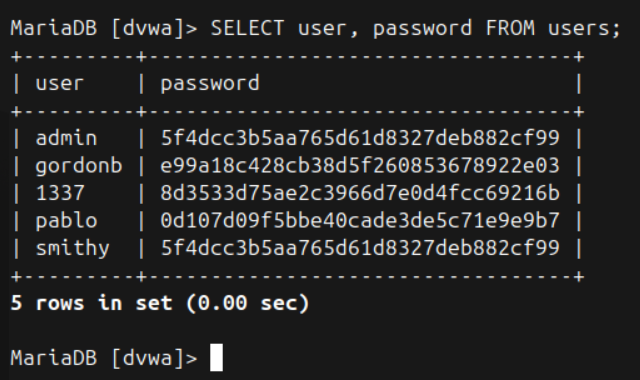 MariaDB [dvwa]> SELECT user, password FROM users;
+---------+----------------------------------+
| user    | password                         |
+---------+----------------------------------+
| admin   | 5f4dcc3b5aa765d61d8327deb882cf99 |
| gordonb | e99a18c428cb38d5f260853678922e03 |
| 1337    | 8d3533d75ae2c3966d7e0d4fcc69216b |
| pablo   | 0d107d09f5bbe40cade3de5c71e9e9b7 |
| smithy  | 5f4dcc3b5aa765d61d8327deb882cf99 |
+---------+----------------------------------+
5 rows in set (0.00 sec)
MariaDB [dvwa]>